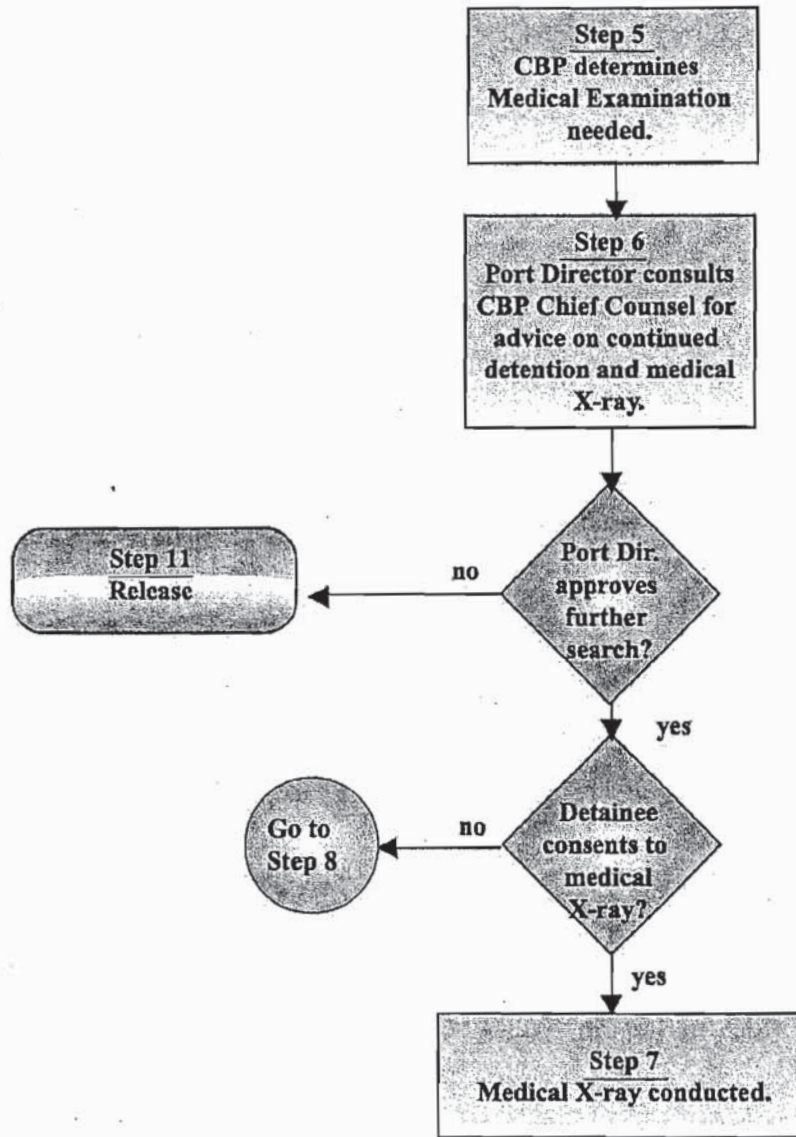 Step 5
CBP determines
Medical Examination
needed.
Step 6
Port Director consults
CBP Chief Counsel for
advice on continued
detention and medical
X-ray.
Port Dir.
approves
further
search?
no
Step 11
Release
yes
Detainee
consents to
medical
X-ray?
no
Go to
Step 8
yes
Step 7
Medical X-ray conducted.